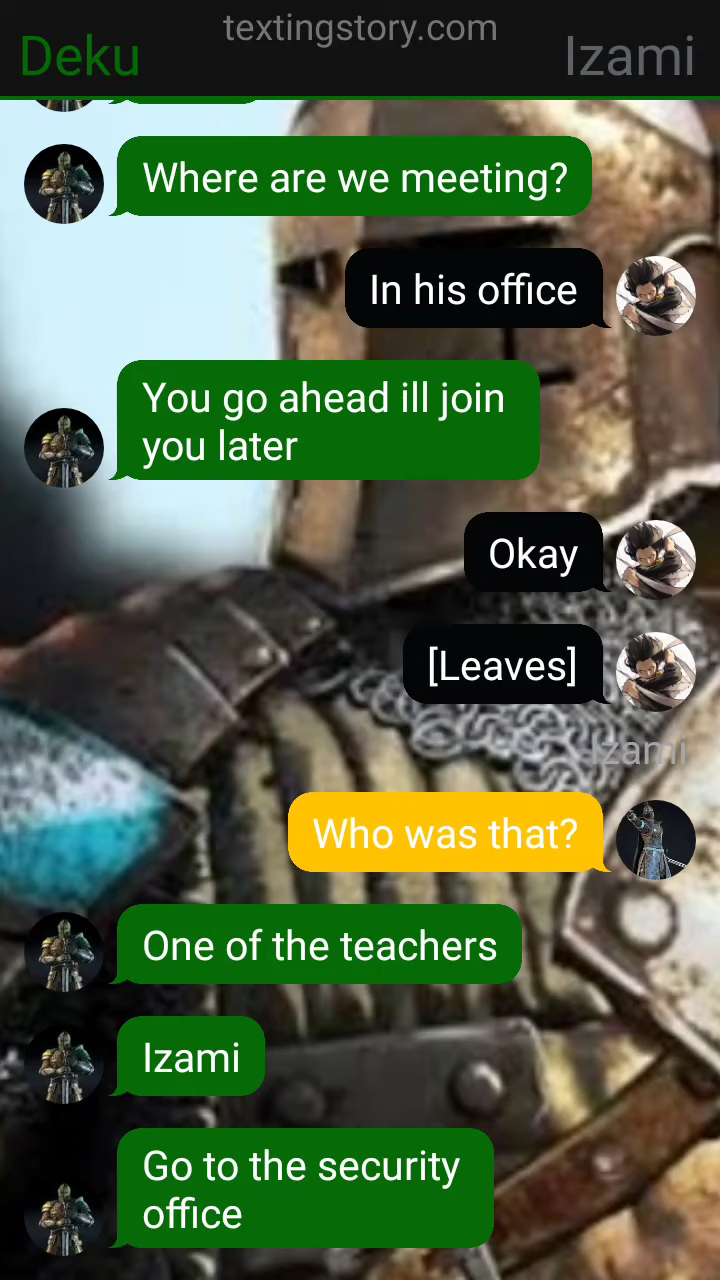 textingstory.com
Deku
Izami
Where are we meeting?
In his office
You go ahead ill join
you later
Okay
[Leaves]
Izami
Who was that?
One of the teachers
Izami
Go to the security
office